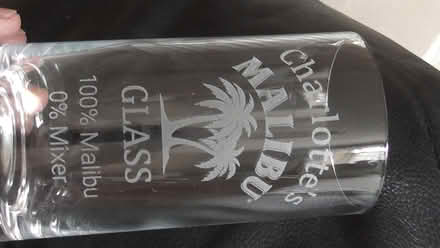 Charlotte's
MALIBU
GLASS
100% Malibu
0% Mixer